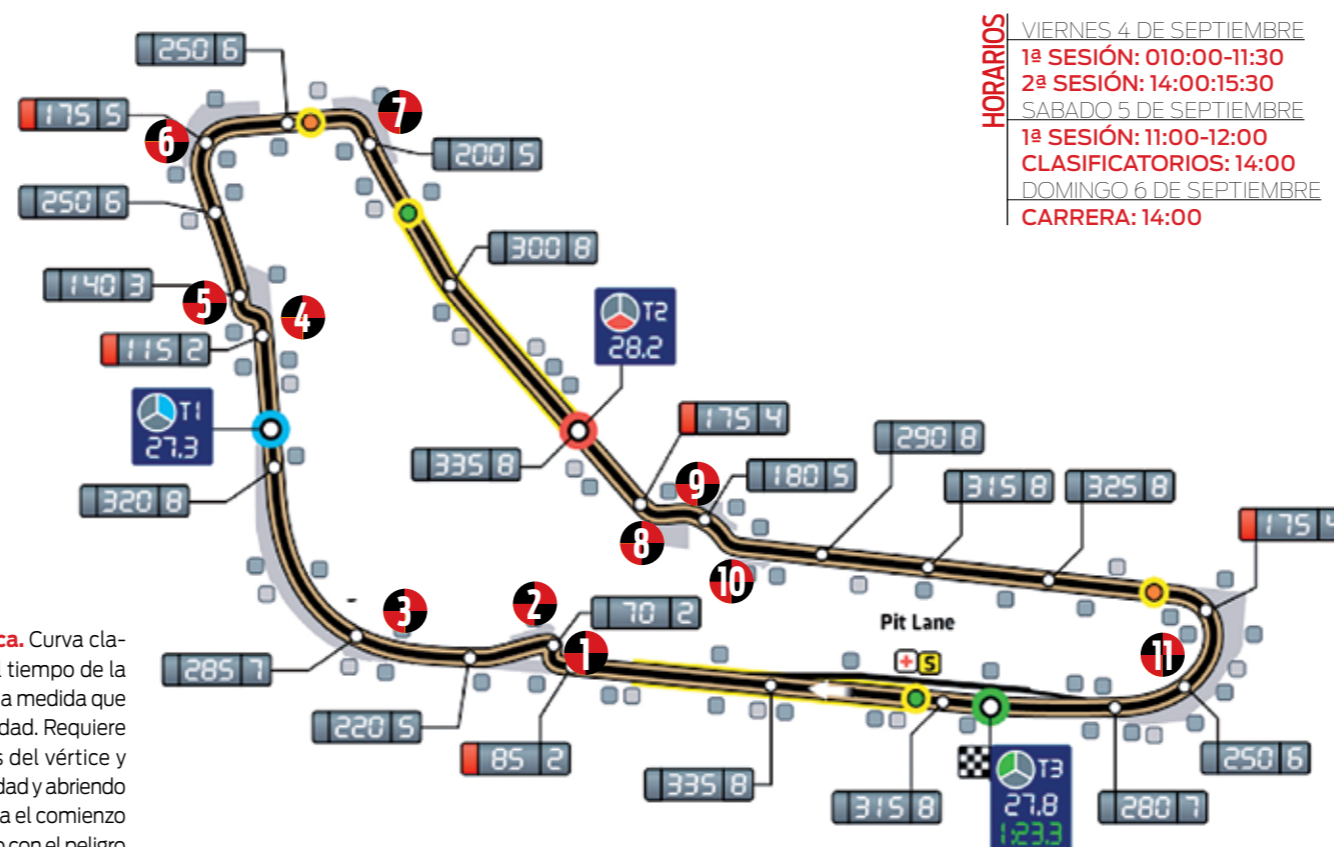 HORARIOS
VIERNES 4 DE SEPTIEMBRE
1ª SESIÓN: 010:00-11:30
2ª SESIÓN: 14:00:15:30
SABADO 5 DE SEPTIEMBRE
1ª SESIÓN: 11:00-12:00
CLASIFICATORIOS: 14:00
DOMINGO 6 DE SEPTIEMBRE
CARRERA: 14:00
250 6
175 5
6
7
200 5
250 6
300 8
140 3
5
4
115 2
T2
28.2
T1
27.3
175 4
290 8
335 8
9
180 5
315 8
325 8
320 8
175 4
8
10
3
2
70 2
Pit Lane
285 7
1
+
S
11
220 5
85 2
335 8
315 8
T3
27.8
1:23.3
280 7
250 6
ca. Curva cla-
tiempo de la
a medida que
dad. Requiere
s del vértice y
dad y abriendo
a el comienzo
con el peligro